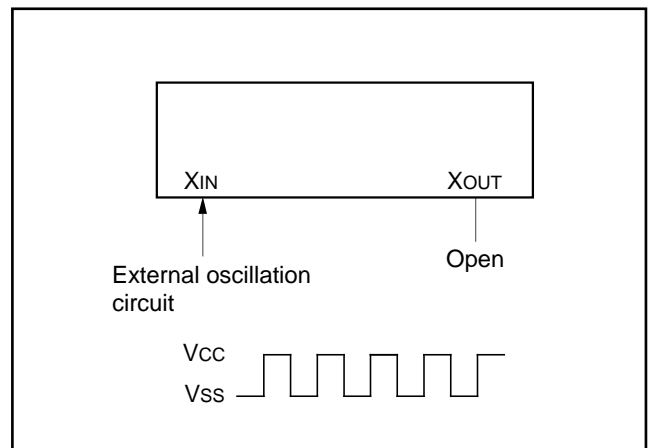 XIN XOUT
External oscillation
circuit
Open
VCC
VSS